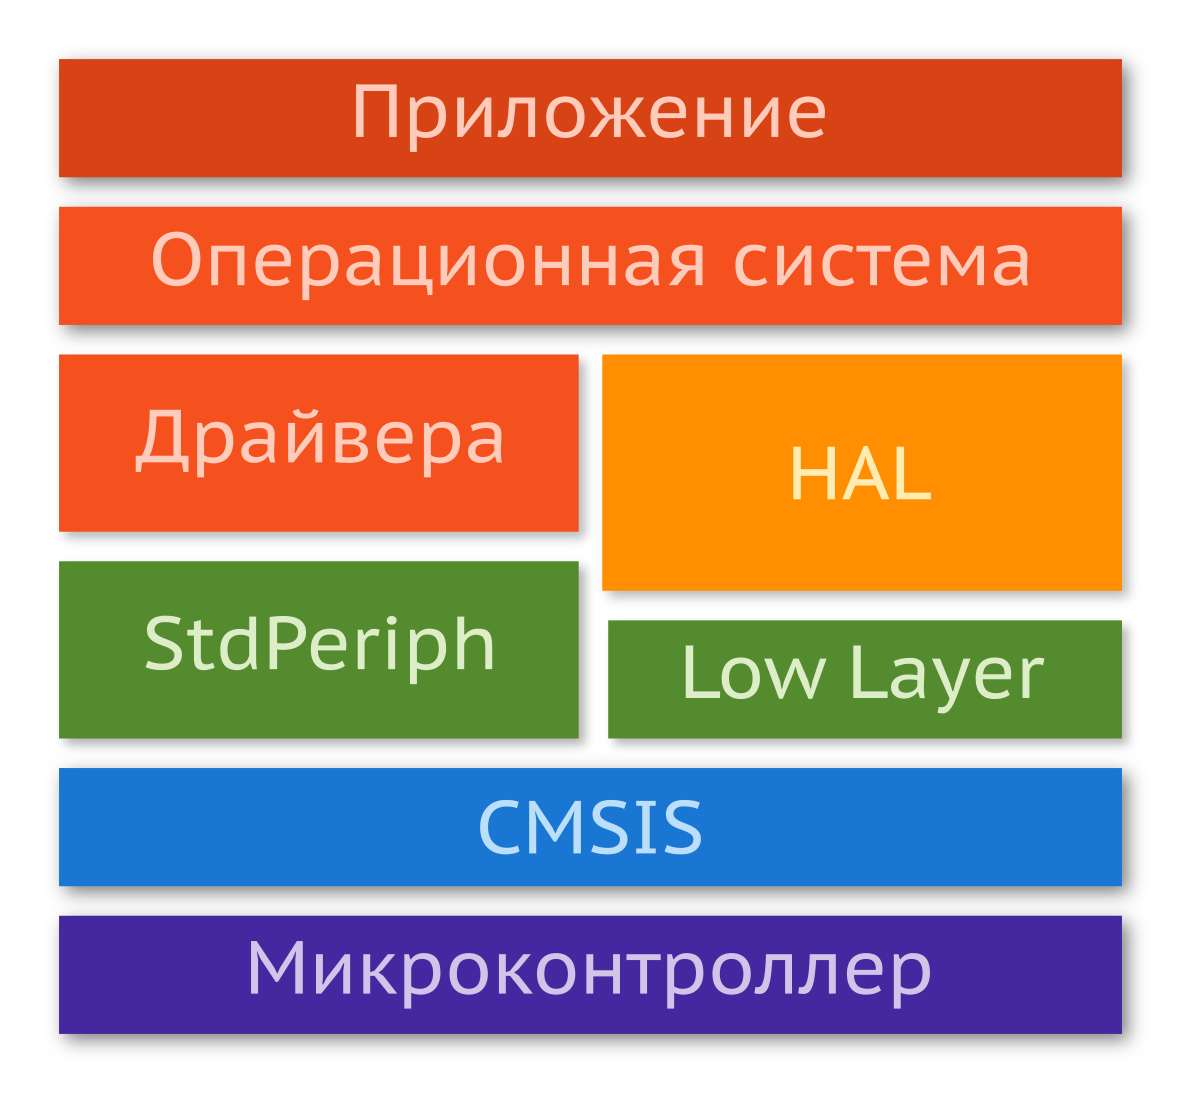 Приложение
Операционная система
Драйвера
HAL
StdPeriph
Low Layer
CMSIS
Микроконтроллер